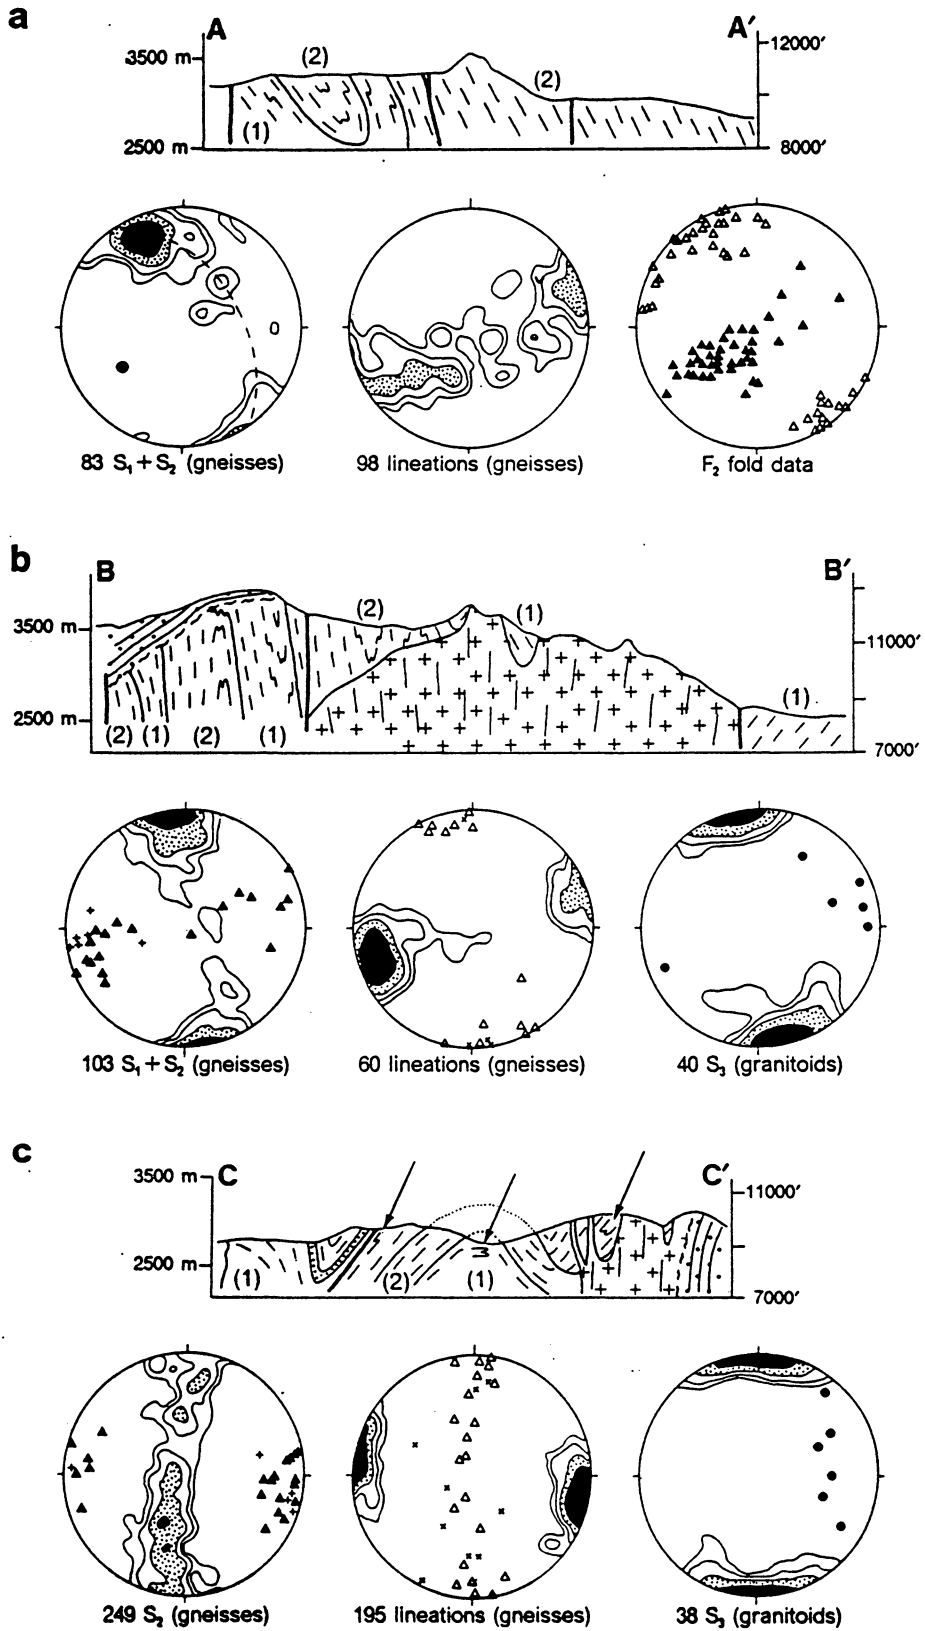 a
A A′
3500 m 12000′
(2) (2)
(1)
2500 m 8000′
83 S₁+S₂ (gneisses) 98 lineations (gneisses) F₂ fold data
b
B B′
3500 m (2) (1) 11000′
2500 m (2) (1) (2) (1) (1) 7000′
103 S₁+S₂ (gneisses) 60 lineations (gneisses) 40 S₃ (granitoids)
c
3500 m C C′ 11000′
2500 m (1) (2) (1) 7000′
249 S₂ (gneisses) 195 lineations (gneisses) 38 S₃ (granitoids)